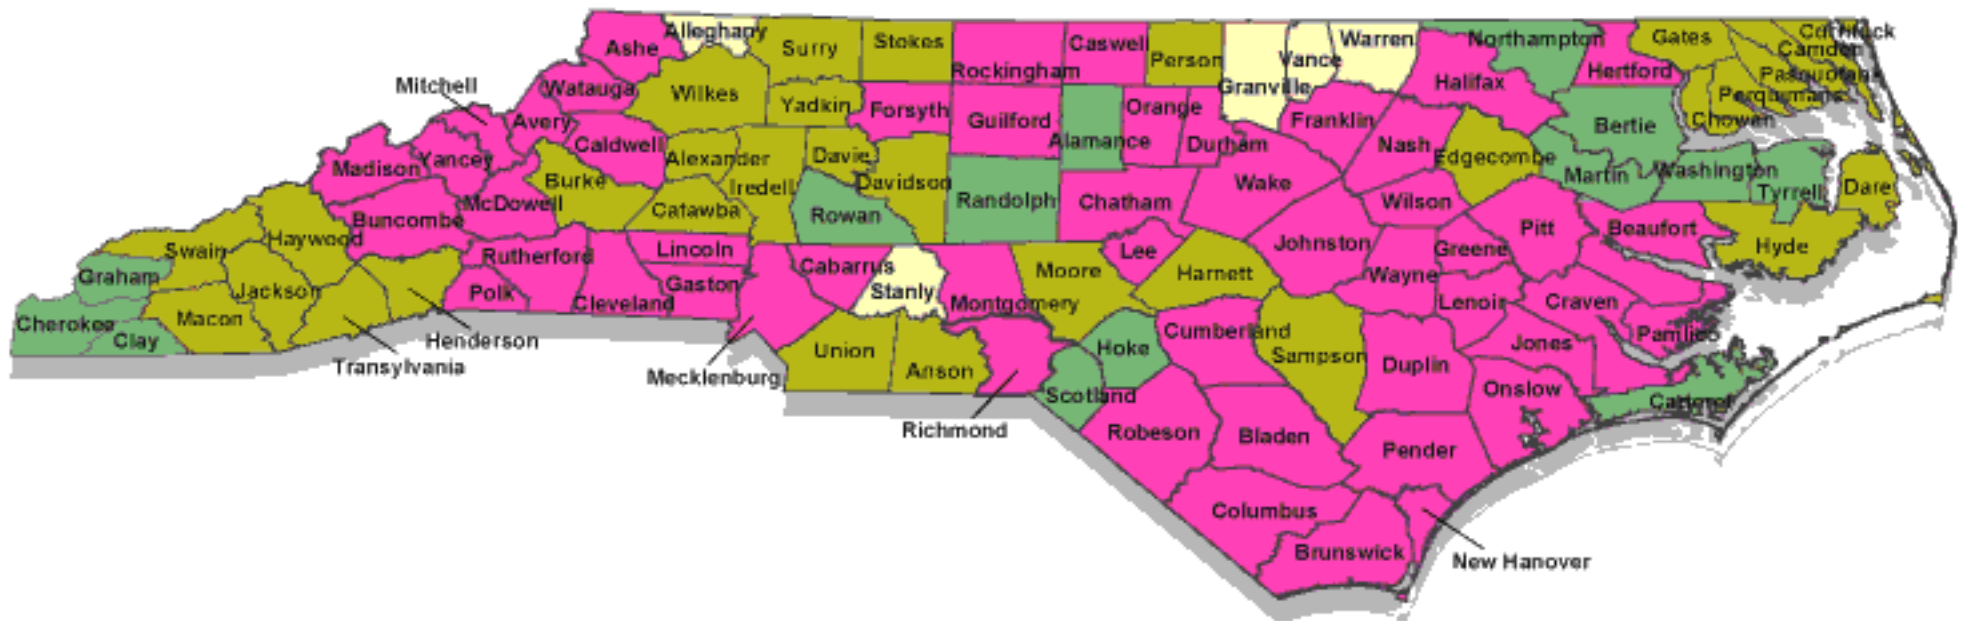 Alleghany
Ashe
Surry
Stokes
Rockingham
Caswell
Person
Granville
Vance
Warren
Northampton
Hertford
Gates
Currituck
Camden
Pasquotank
Perquimans
Chowan
Mitchell
Watauga
Wilkes
Yadkin
Forsyth
Guilford
Alamance
Orange
Durham
Franklin
Halifax
Bertie
Avery
Caldwell
Alexander
Davie
Nash
Edgecombe
Martin
Washington
Tyrrell
Dare
Madison
Yancey
Burke
Iredell
Davidson
Randolph
Chatham
Wake
Wilson
Pitt
Beaufort
Hyde
Buncombe
McDowell
Catawba
Rowan
Lee
Johnston
Greene
Wayne
Swain
Haywood
Rutherford
Lincoln
Cabarrus
Stanly
Montgomery
Moore
Harnett
Lenoir
Craven
Pamlico
Graham
Jackson
Polk
Cleveland
Gaston
Cherokee
Clay
Macon
Henderson
Transylvania
Mecklenburg
Union
Anson
Richmond
Hoke
Scotland
Cumberland
Sampson
Duplin
Jones
Onslow
Carteret
Robeson
Bladen
Pender
Columbus
Brunswick
New Hanover